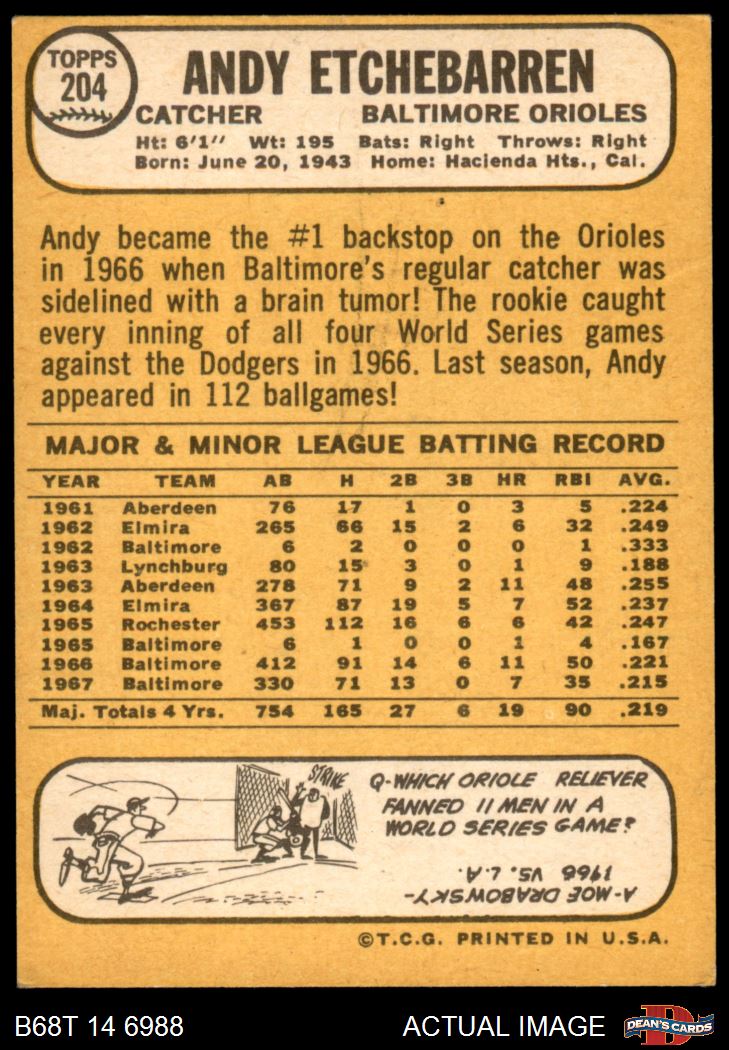 TOPPS
204
ANDY ETCHEBARREN
CATCHER BALTIMORE ORIOLES
Ht: 6'1" Wt: 195 Bats: Right Throws: Right
Born: June 20, 1943 Home: Hacienda Hts., Cal.
Andy became the #1 backstop on the Orioles
in 1966 when Baltimore's regular catcher was
sidelined with a brain tumor! The rookie caught
every inning of all four World Series games
against the Dodgers in 1966. Last season, Andy
appeared in 112 ballgames!
MAJOR & MINOR LEAGUE BATTING RECORD
YEAR TEAM AB H 2B 3B HR RBI AVG.
1961 Aberdeen 76 17 1 0 3 5 .224
1962 Elmira 265 66 15 2 6 32 .249
1962 Baltimore 6 2 0 0 0 1 .333
1963 Lynchburg 80 15 3 0 1 9 .188
1963 Aberdeen 278 71 9 2 11 48 .255
1964 Elmira 367 87 19 5 7 52 .237
1965 Rochester 453 112 16 6 6 42 .247
1965 Baltimore 6 1 0 0 1 4 .167
1966 Baltimore 412 91 14 6 11 50 .221
1967 Baltimore 330 71 13 0 7 35 .215
Maj. Totals 4 Yrs. 754 165 27 6 19 90 .219
STRIKE
Q-WHICH ORIOLE RELIEVER
FANNED 11 MEN IN A
WORLD SERIES GAME?
A-MOE DRABOWSKY-
1966 VS. L.A.
©T.C.G. PRINTED IN U.S.A.
B68T 14 6988 ACTUAL IMAGE
D
DEAN'S CARDS